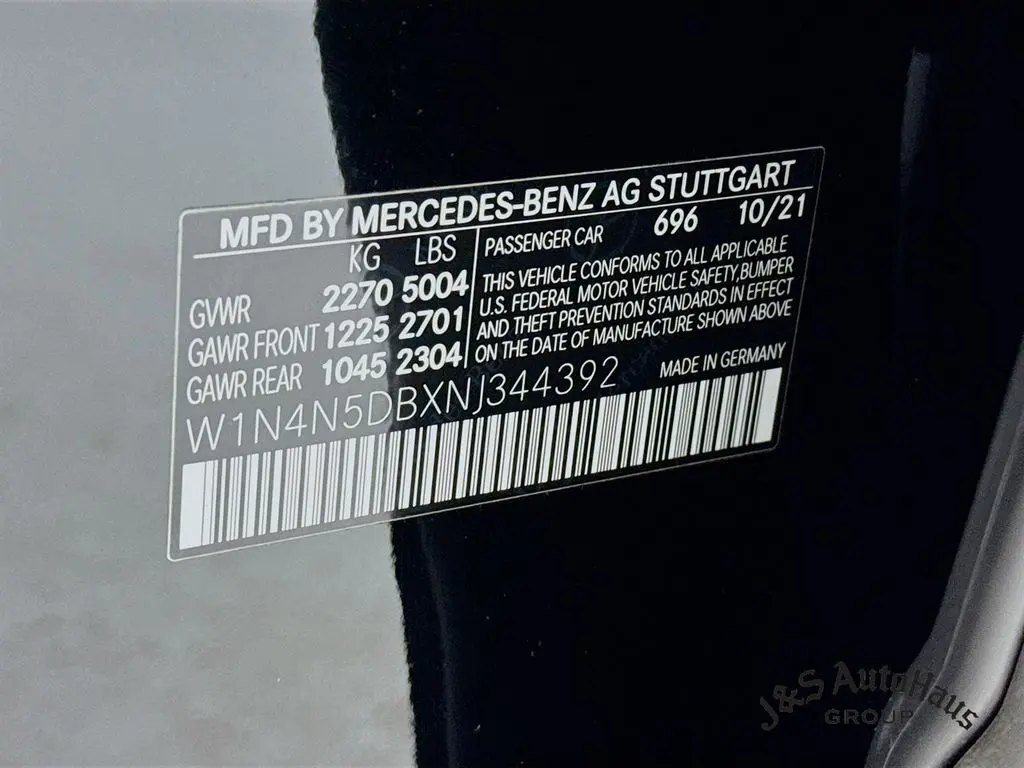 MFD BY MERCEDES-BENZ AG STUTTGART
KG LBS
GVWR 2270 5004
GAWR FRONT 1225 2701
GAWR REAR 1045 2304
PASSENGER CAR 696 10/21
THIS VEHICLE CONFORMS TO ALL APPLICABLE
U.S. FEDERAL MOTOR VEHICLE SAFETY,BUMPER
AND THEFT PREVENTION STANDARDS IN EFFECT
ON THE DATE OF MANUFACTURE SHOWN ABOVE
W1N4N5DBXNJ344392
MADE IN GERMANY
J&S AutoHaus
GROUP